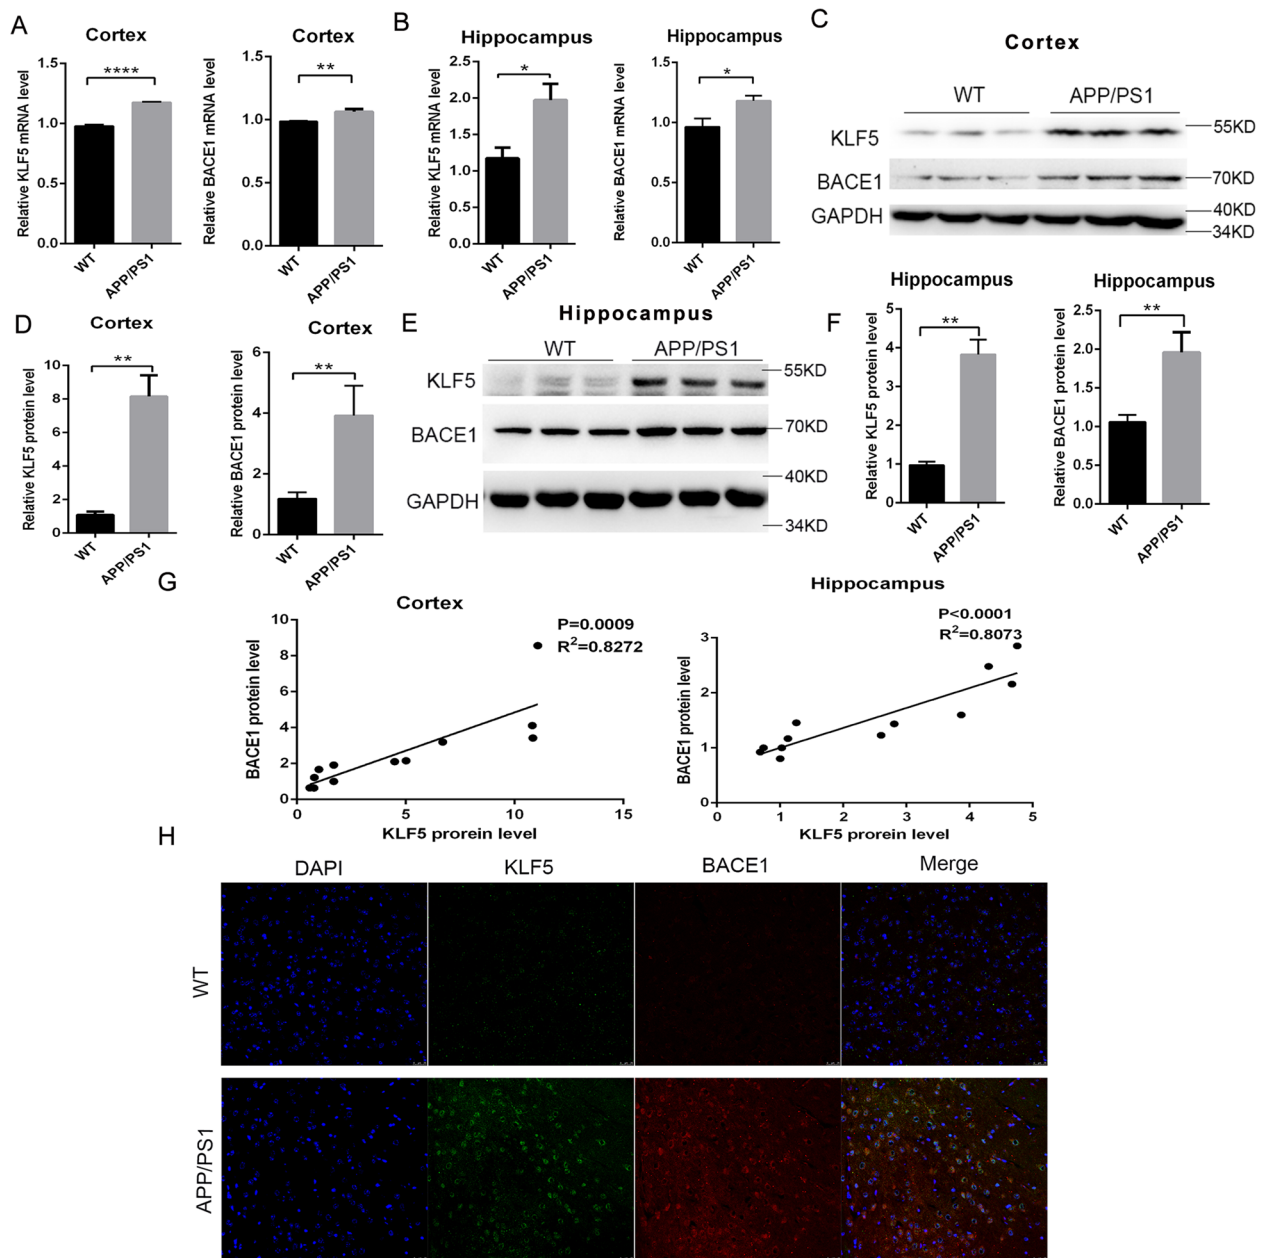 A
Cortex
Relative KLF5 mRNA level
1.5
1.0
0.5
0.0
****
WT
APP/PS1
Cortex
Relative BACE1 mRNA level
1.5
1.0
0.5
0.0
**
WT
APP/PS1
B
Hippocampus
Relative KLF5 mRNA level
2.5
2.0
1.5
1.0
0.5
0.0
*
WT
APP/PS1
Hippocampus
Relative BACE1 mRNA level
1.5
1.0
0.5
0.0
*
WT
APP/PS1
C
Cortex
WT APP/PS1
KLF5 55KD
BACE1 70KD
GAPDH 40KD
34KD
D
Cortex
Relative KLF5 protein level
10
8
6
4
2
0
**
WT
APP/PS1
Cortex
Relative BACE1 protein level
6
4
2
0
**
WT
APP/PS1
E
Hippocampus
WT APP/PS1
KLF5 55KD
BACE1 70KD
40KD
GAPDH
34KD
F
Hippocampus
Relative KLF5 protein level
5
4
3
2
1
0
**
WT
APP/PS1
Hippocampus
Relative BACE1 protein level
2.5
2.0
1.5
1.0
0.5
0.0
**
WT
APP/PS1
G
Cortex
P=0.0009
R²=0.8272
BACE1 protein level
10
8
6
4
2
0
0 5 10 15
KLF5 prorein level
Hippocampus
P<0.0001
R²=0.8073
BACE1 protein level
3
2
1
0
0 1 2 3 4 5
KLF5 prorein level
H
DAPI KLF5 BACE1 Merge
WT
APP/PS1